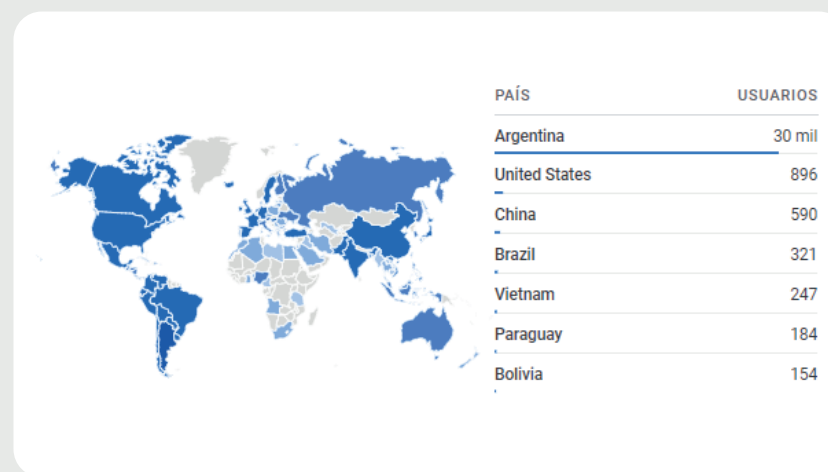 PAÍS USUARIOS
Argentina 30 mil
United States 896
China 590
Brazil 321
Vietnam 247
Paraguay 184
Bolivia 154